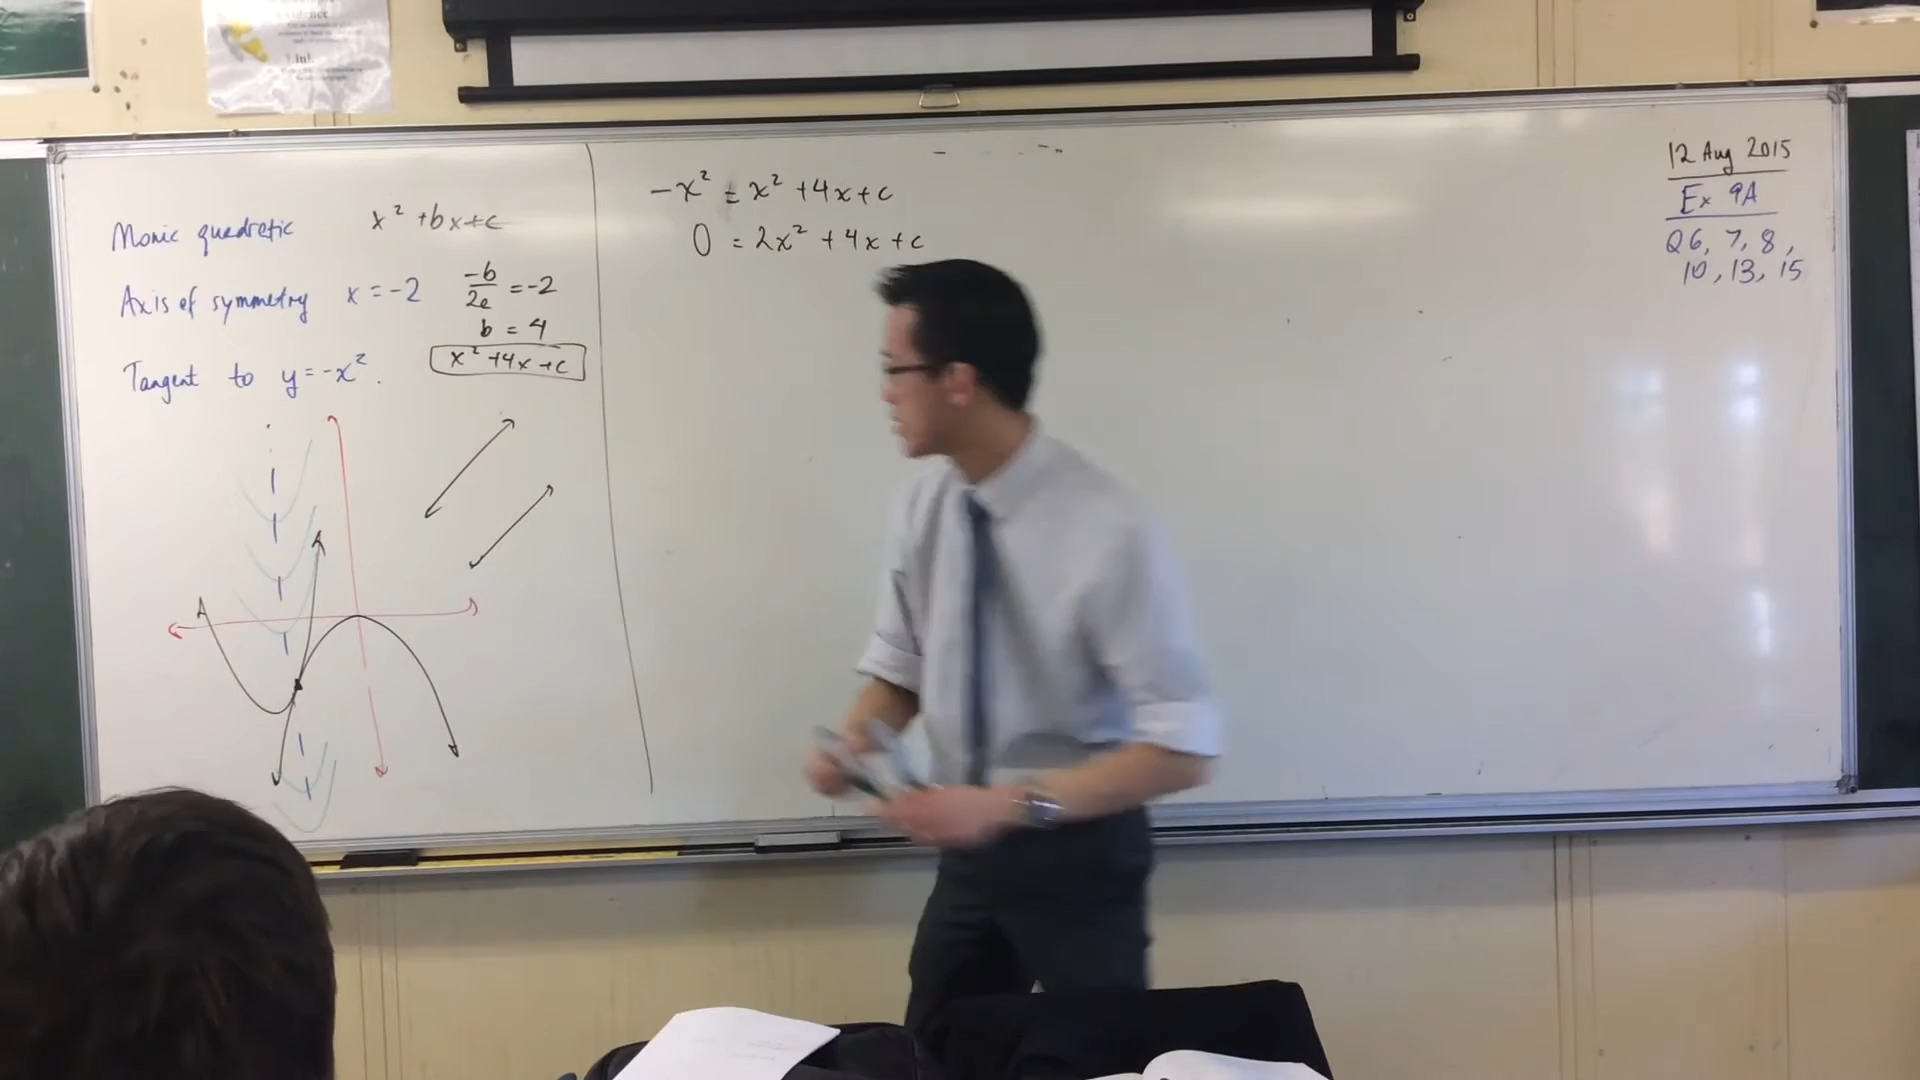 Monic quadratic x² + bx + c
Axis of symmetry x = -2 -b/2a = -2
b = 4
x² + 4x + c
Tangent to y = -x².
-x² = x² + 4x + c
0 = 2x² + 4x + c
12 Aug 2015
Ex 9A
Q6, 7, 8,
10, 13, 15